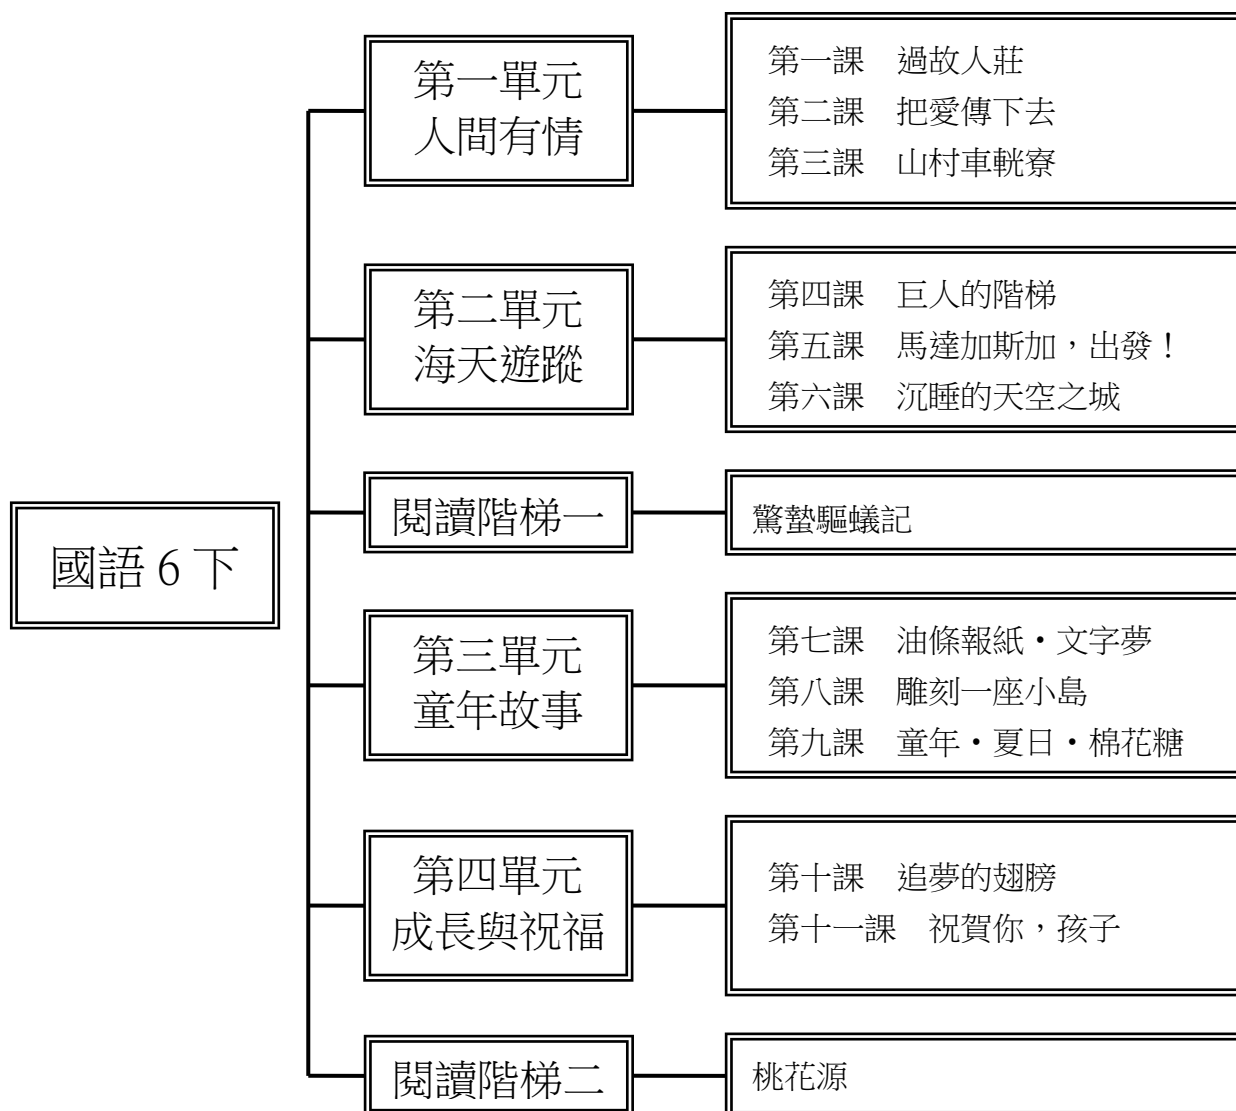 國語 6 下
第一單元
人間有情
第一課　過故人莊
第二課　把愛傳下去
第三課　山村車輄寮
第二單元
海天遊蹤
第四課　巨人的階梯
第五課　馬達加斯加，出發！
第六課　沉睡的天空之城
閱讀階梯一
驚蟄驅蟻記
第三單元
童年故事
第七課　油條報紙・文字夢
第八課　雕刻一座小島
第九課　童年・夏日・棉花糖
第四單元
成長與祝福
第十課　追夢的翅膀
第十一課　祝賀你，孩子
閱讀階梯二
桃花源